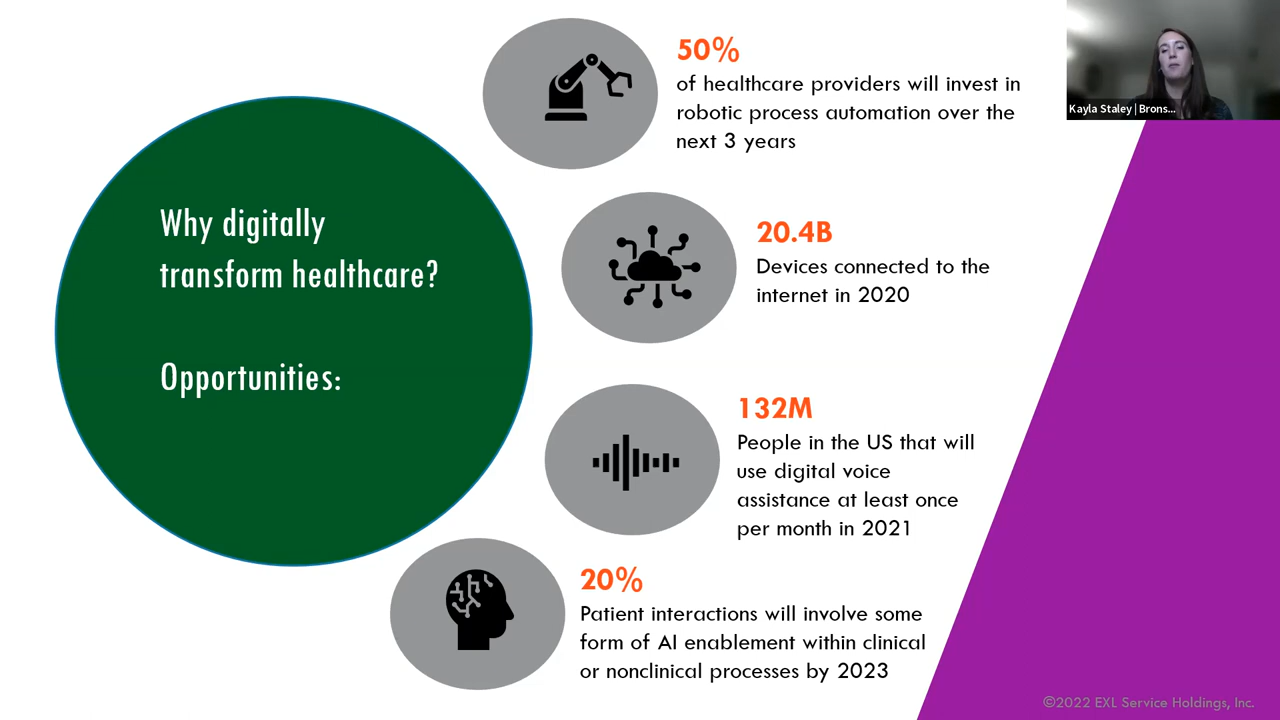 Why digitally
transform healthcare?
Opportunities:
50%
of healthcare providers will invest in
robotic process automation over the
next 3 years
20.4B
Devices connected to the
internet in 2020
132M
People in the US that will
use digital voice
assistance at least once
per month in 2021
20%
Patient interactions will involve some
form of AI enablement within clinical
or nonclinical processes by 2023
Kayla Staley | Brons...
©2022 EXL Service Holdings, Inc.